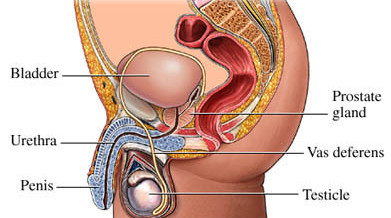 Bladder
Urethra
Penis
Prostate
gland
Vas deferens
Testicle